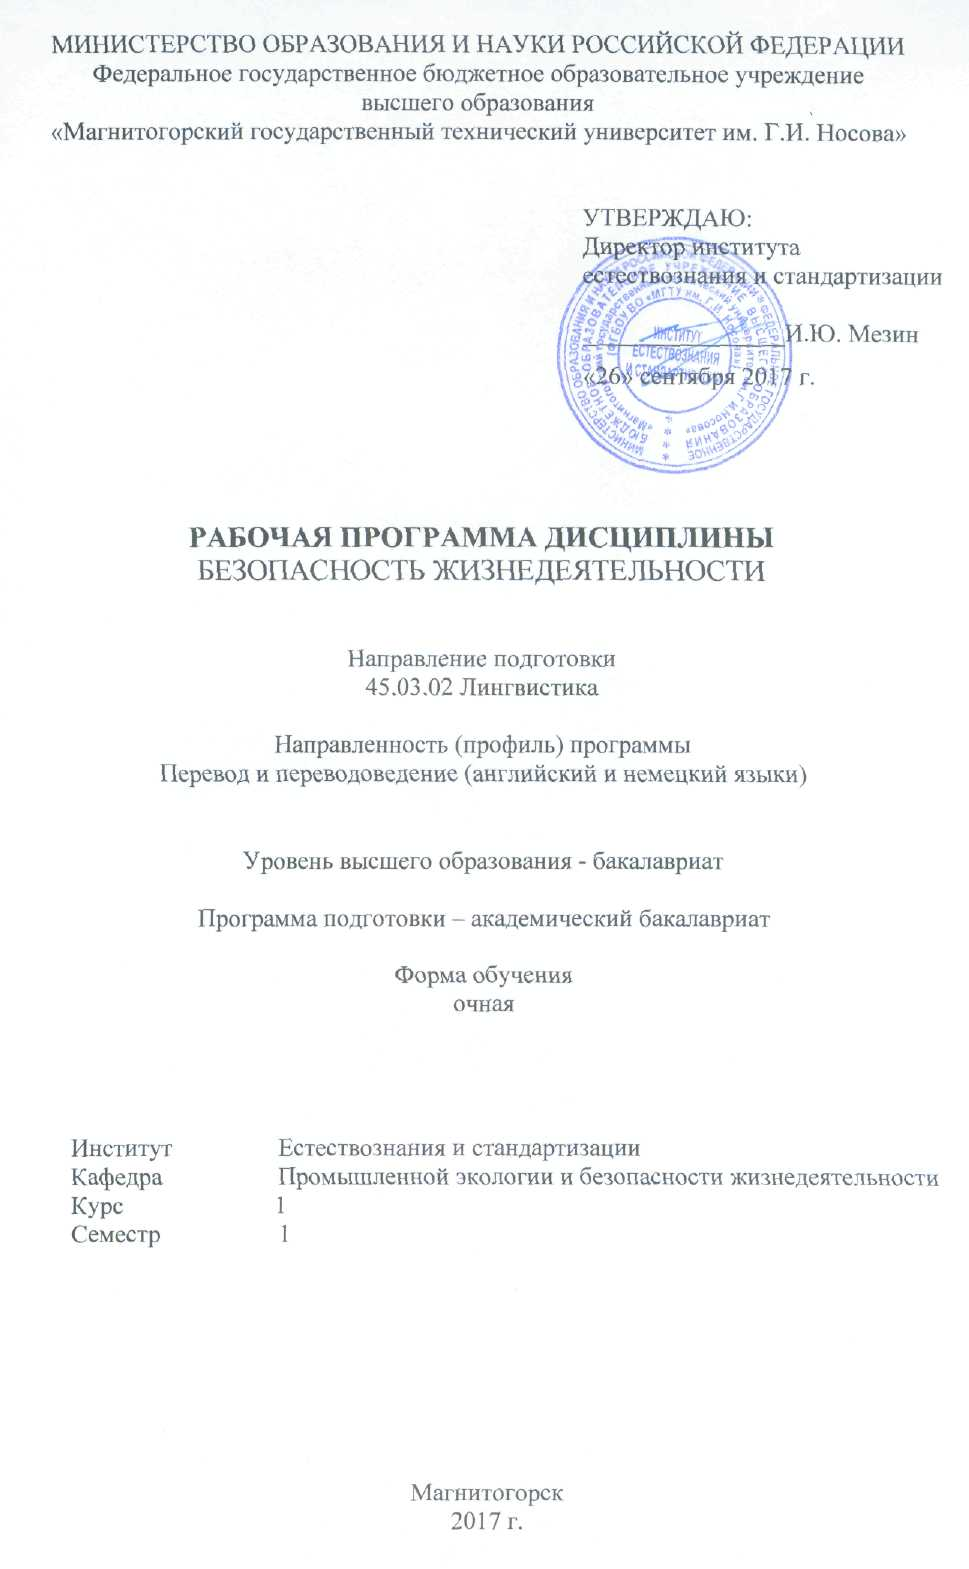 МИНИСТЕРСТВО ОБРАЗОВАНИЯ И НАУКИ РОССИЙСКОЙ ФЕДЕРАЦИИ
Федеральное государственное бюджетное образовательное учреждение
высшего образования
«Магнитогорский государственный технический университет им. Г.И. Носова»
УТВЕРЖДАЮ:
Директор института
естествознания и стандартизации
И.Ю. Мезин
«26» сентября 2017 г.
ИНСТИТУТ
ЕСТЕСТВОЗНАНИЯ
РАБОЧАЯ ПРОГРАММА ДИСЦИПЛИНЫ
БЕЗОПАСНОСТЬ ЖИЗНЕДЕЯТЕЛЬНОСТИ
Направление подготовки
45.03.02 Лингвистика
Направленность (профиль) программы
Перевод и переводоведение (английский и немецкий языки)
Уровень высшего образования - бакалавриат
Программа подготовки – академический бакалавриат
Форма обучения
очная
Институт Естествознания и стандартизации
Кафедра Промышленной экологии и безопасности жизнедеятельности
Курс 1
Семестр 1
Магнитогорск
2017 г.